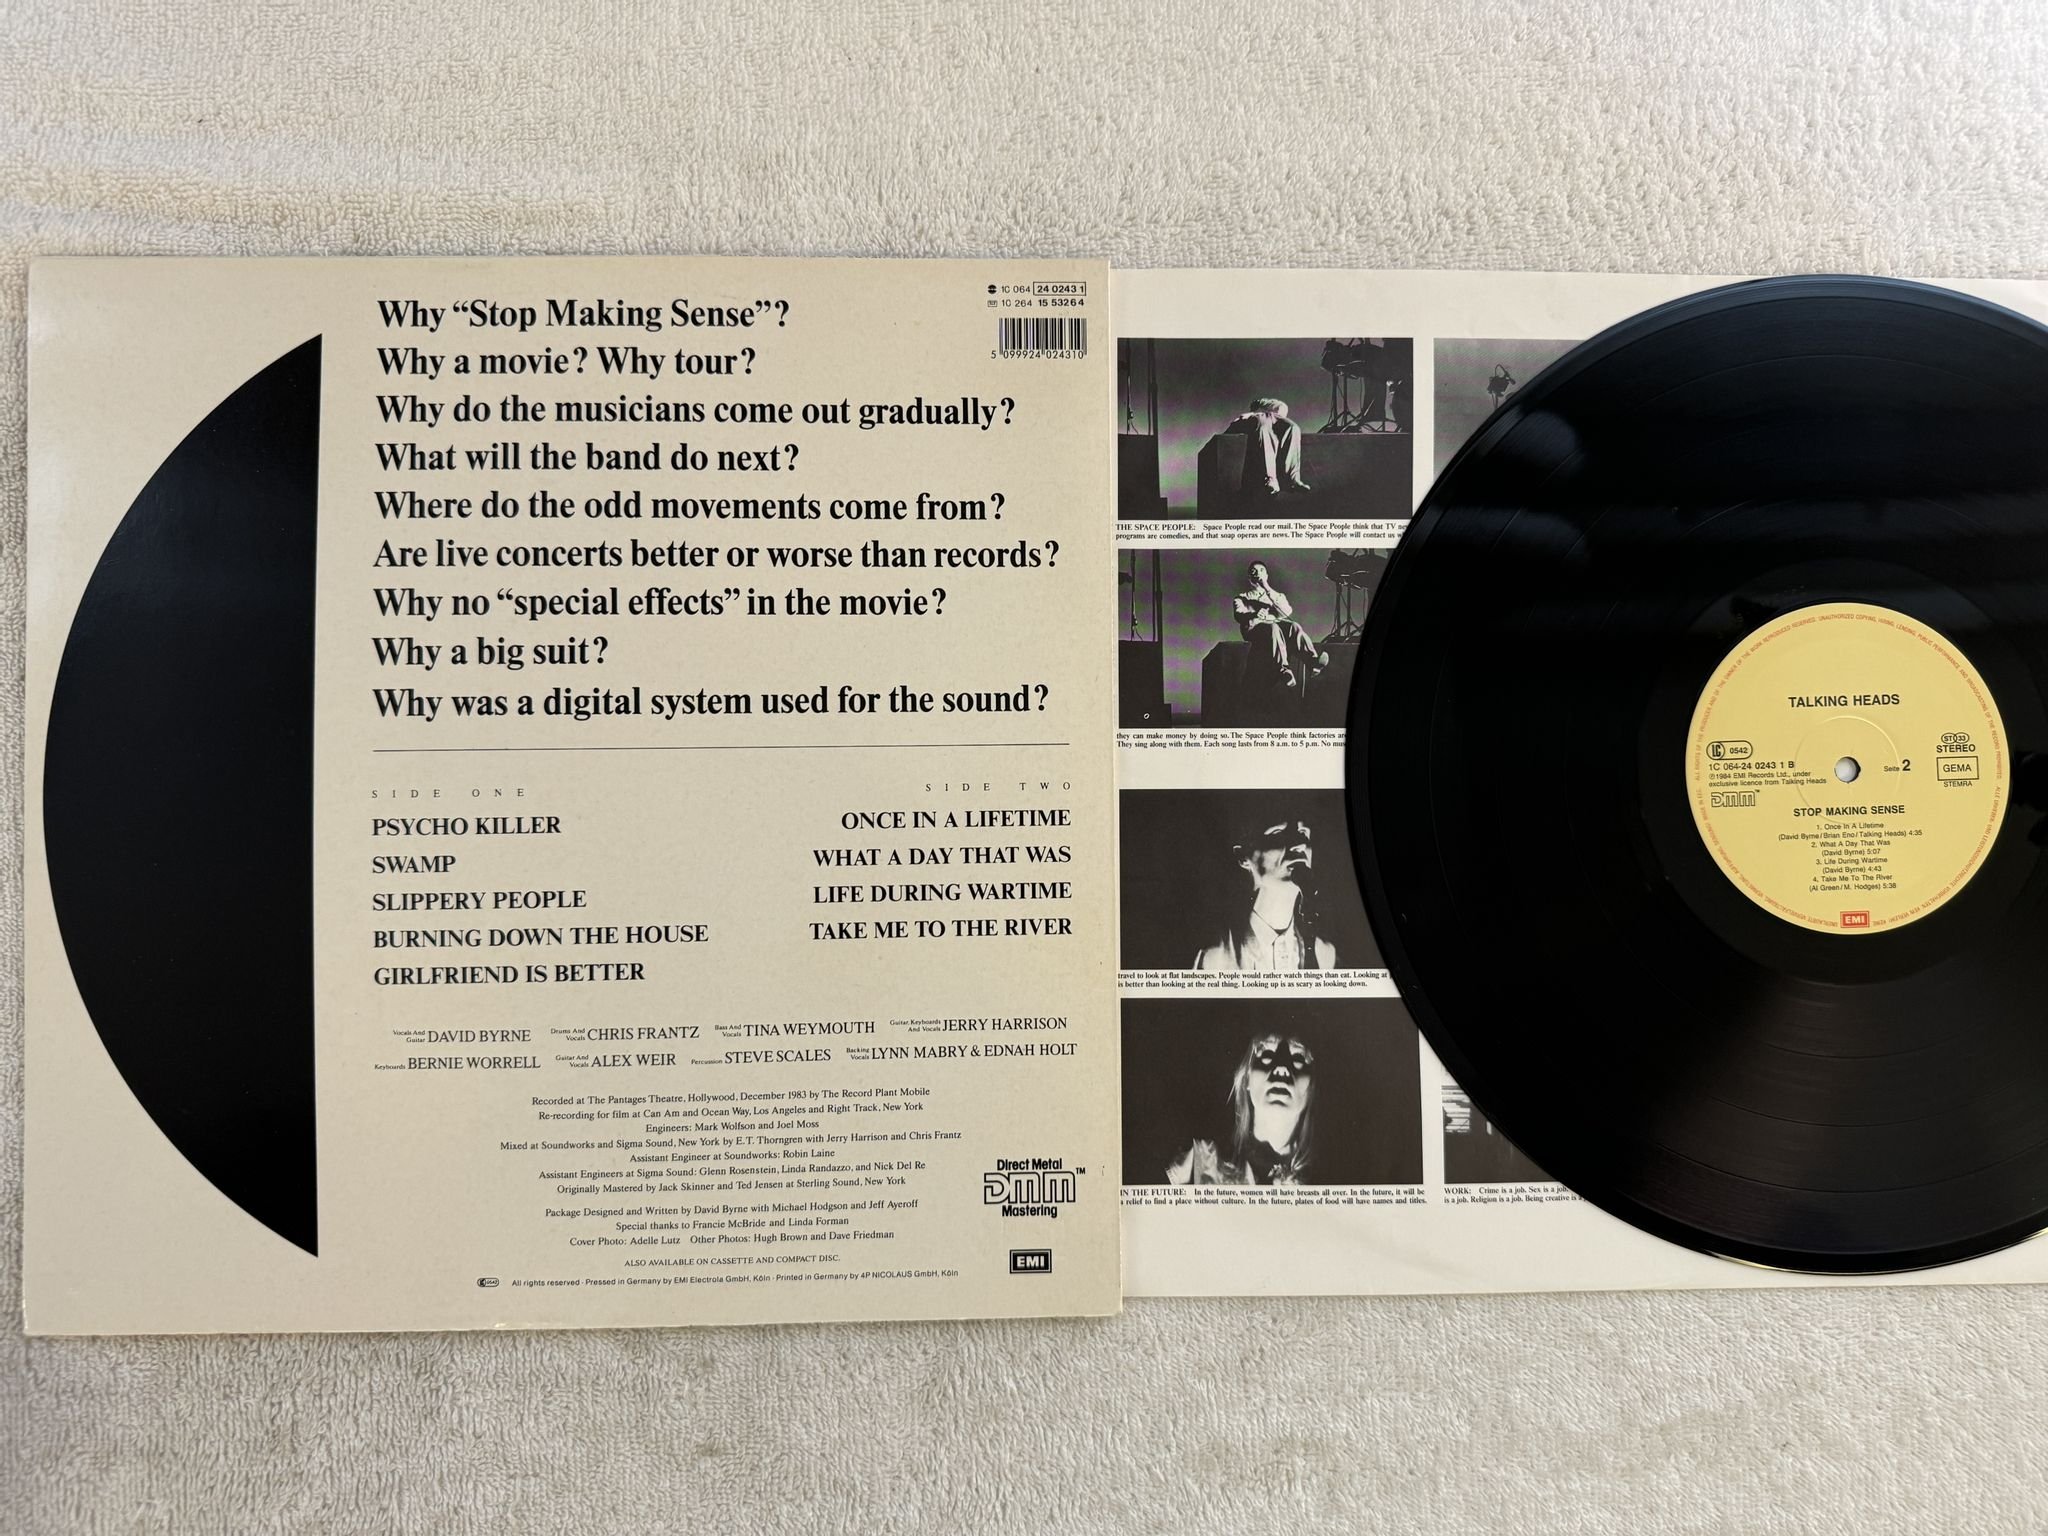 Why “Stop Making Sense”?
Why a movie? Why tour?
Why do the musicians come out gradually?
What will the band do next?
Where do the odd movements come from?
Are live concerts better or worse than records?
Why no “special effects” in the movie?
Why a big suit?
Why was a digital system used for the sound?
1C 064 24 0243 1
1C 264 15 5326 4
5 099924 024310
SIDE ONE
PSYCHO KILLER
SWAMP
SLIPPERY PEOPLE
BURNING DOWN THE HOUSE
GIRLFRIEND IS BETTER
SIDE TWO
ONCE IN A LIFETIME
WHAT A DAY THAT WAS
LIFE DURING WARTIME
TAKE ME TO THE RIVER
Vocals And Guitar DAVID BYRNE Drums And Vocals CHRIS FRANTZ Bass And Vocals TINA WEYMOUTH Guitar, Keyboards And Vocals JERRY HARRISON
Keyboards BERNIE WORRELL Guitar And Vocals ALEX WEIR Percussion STEVE SCALES Backing Vocals LYNN MABRY & EDNAH HOLT
Recorded at The Pantages Theatre, Hollywood, December 1983 by The Record Plant Mobile
Re-recording for film at Can Am and Ocean Way, Los Angeles and Right Track, New York
Engineers: Mark Wolfson and Joel Moss
Mixed at Soundworks and Sigma Sound, New York by E.T. Thorngren with Jerry Harrison and Chris Frantz
Assistant Engineer at Soundworks: Robin Laine
Assistant Engineers at Sigma Sound: Glenn Rosenstein, Linda Randazzo, and Nick Del Re
Originally Mastered by Jack Skinner and Ted Jensen at Sterling Sound, New York
Package Designed and Written by David Byrne with Michael Hodgson and Jeff Ayeroff
Special thanks to Francie McBride and Linda Forman
Cover Photo: Adelle Lutz Other Photos: Hugh Brown and Dave Friedman
ALSO AVAILABLE ON CASSETTE AND COMPACT DISC.
LC 0542 All rights reserved · Pressed in Germany by EMI Electrola GmbH, Köln · Printed in Germany by 4P NICOLAUS GmbH, Köln
Direct Metal
DMM™
Mastering
EMI
THE SPACE PEOPLE: Space People read our mail. The Space People think that TV
programs are comedies, and that soap operas are news. The Space People will contact us
they can make money by doing so. The Space People think factories are
They sing along with them. Each song lasts from 8 a.m. to 5 p.m. No
travel to look at flat landscapes. People would rather watch things than eat. Looking at
is better than looking at the real thing. Looking up is as scary as looking down.
IN THE FUTURE: In the future, women will have breasts all over. In the future, it will be
a relief to find a place without culture. In the future, plates of food will have names and titles.
WORK: Crime is a job. Sex is a job.
is a job. Religion is a job. Being creative is
TALKING HEADS
LC 0542
1C 064-24 0243 1 B
℗ 1984 EMI Records Ltd., under
exclusive licence from Talking Heads
DMM™
Seite 2
ST 33
STEREO
GEMA
STEMRA
STOP MAKING SENSE
1. Once In A Lifetime
(David Byrne/Brian Eno/Talking Heads) 4:35
2. What A Day That Was
(David Byrne) 5:07
3. Life During Wartime
(David Byrne) 4:43
4. Take Me To The River
(Al Green/M. Hodges) 5:38
EMI